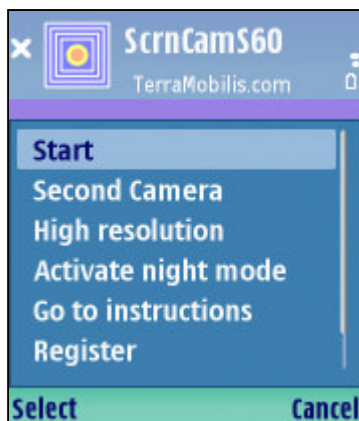 ScrnCamS60
TerraMobilis.com
Start
Second Camera
High resolution
Activate night mode
Go to instructions
Register
Select Cancel